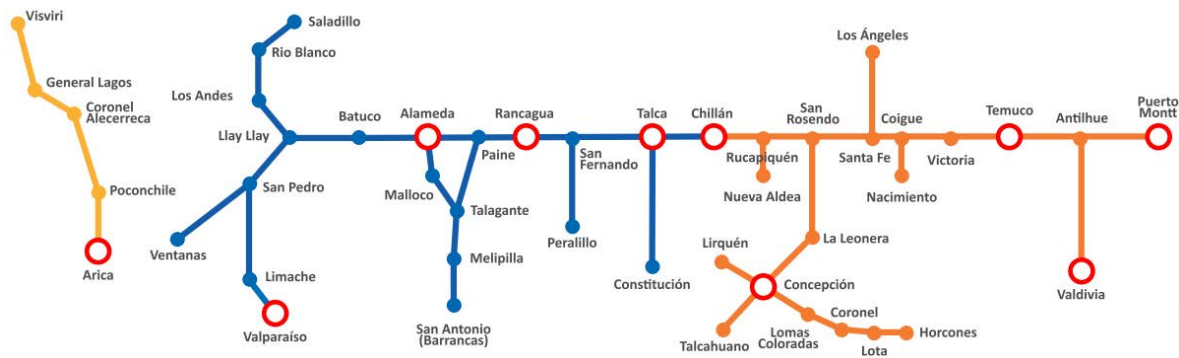 Visviri
General Lagos
Coronel
Alecerreca
Poconchile
Arica
Saladillo
Rio Blanco
Los Andes
Llay Llay
San Pedro
Ventanas
Limache
Valparaíso
Batuco
Alameda
Malloco
Paine
Talagante
Melipilla
San Antonio
(Barrancas)
Rancagua
San
Fernando
Peralillo
Talca
Constitución
Chillán
Rucapiquén
Nueva Aldea
San
Rosendo
La Leonera
Lirquén
Concepción
Talcahuano
Lomas
Coloradas
Coronel
Lota
Horcones
Los Ángeles
Santa Fe
Coigue
Nacimiento
Victoria
Temuco
Antilhue
Valdivia
Puerto
Montt